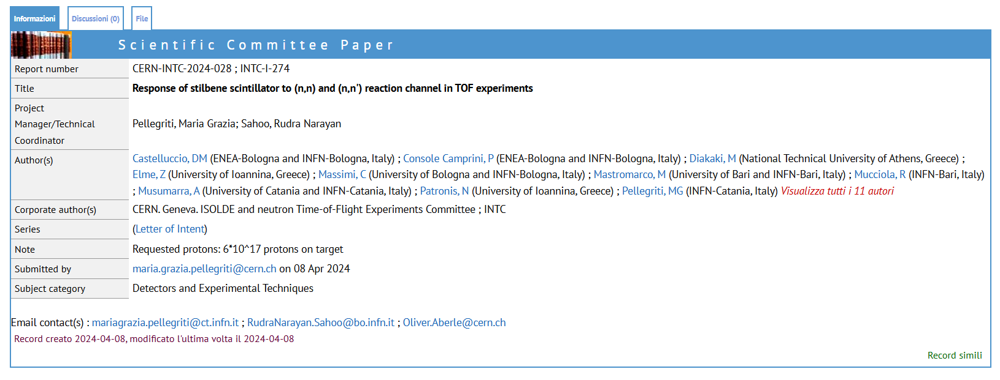 Informazioni Discussioni (0) File
Scientific Committee Paper
Report number CERN-INTC-2024-028 ; INTC-I-274
Title Response of stilbene scintillator to (n,n) and (n,n') reaction channel in TOF experiments
Project
Manager/Technical Pellegriti, Maria Grazia; Sahoo, Rudra Narayan
Coordinator
Author(s) Castelluccio, DM (ENEA-Bologna and INFN-Bologna, Italy) ; Console Camprini, P (ENEA-Bologna and INFN-Bologna, Italy) ; Diakaki, M (National Technical University of Athens, Greece) ;
Elme, Z (University of Ioannina, Greece) ; Massimi, C (University of Bologna and INFN-Bologna, Italy) ; Mastromarco, M (University of Bari and INFN-Bari, Italy) ; Mucciola, R (INFN-Bari, Italy)
; Musumarra, A (University of Catania and INFN-Catania, Italy) ; Patronis, N (University of Ioannina, Greece) ; Pellegriti, MG (INFN-Catania, Italy) Visualizza tutti i 11 autori
Corporate author(s) CERN. Geneva. ISOLDE and neutron Time-of-Flight Experiments Committee ; INTC
Series (Letter of Intent)
Note Requested protons: 6*10^17 protons on target
Submitted by maria.grazia.pellegriti@cern.ch on 08 Apr 2024
Subject category Detectors and Experimental Techniques
Email contact(s) : mariagrazia.pellegriti@ct.infn.it ; RudraNarayan.Sahoo@bo.infn.it ; Oliver.Aberle@cern.ch
Record creato 2024-04-08, modificato l'ultima volta il 2024-04-08
Record simili